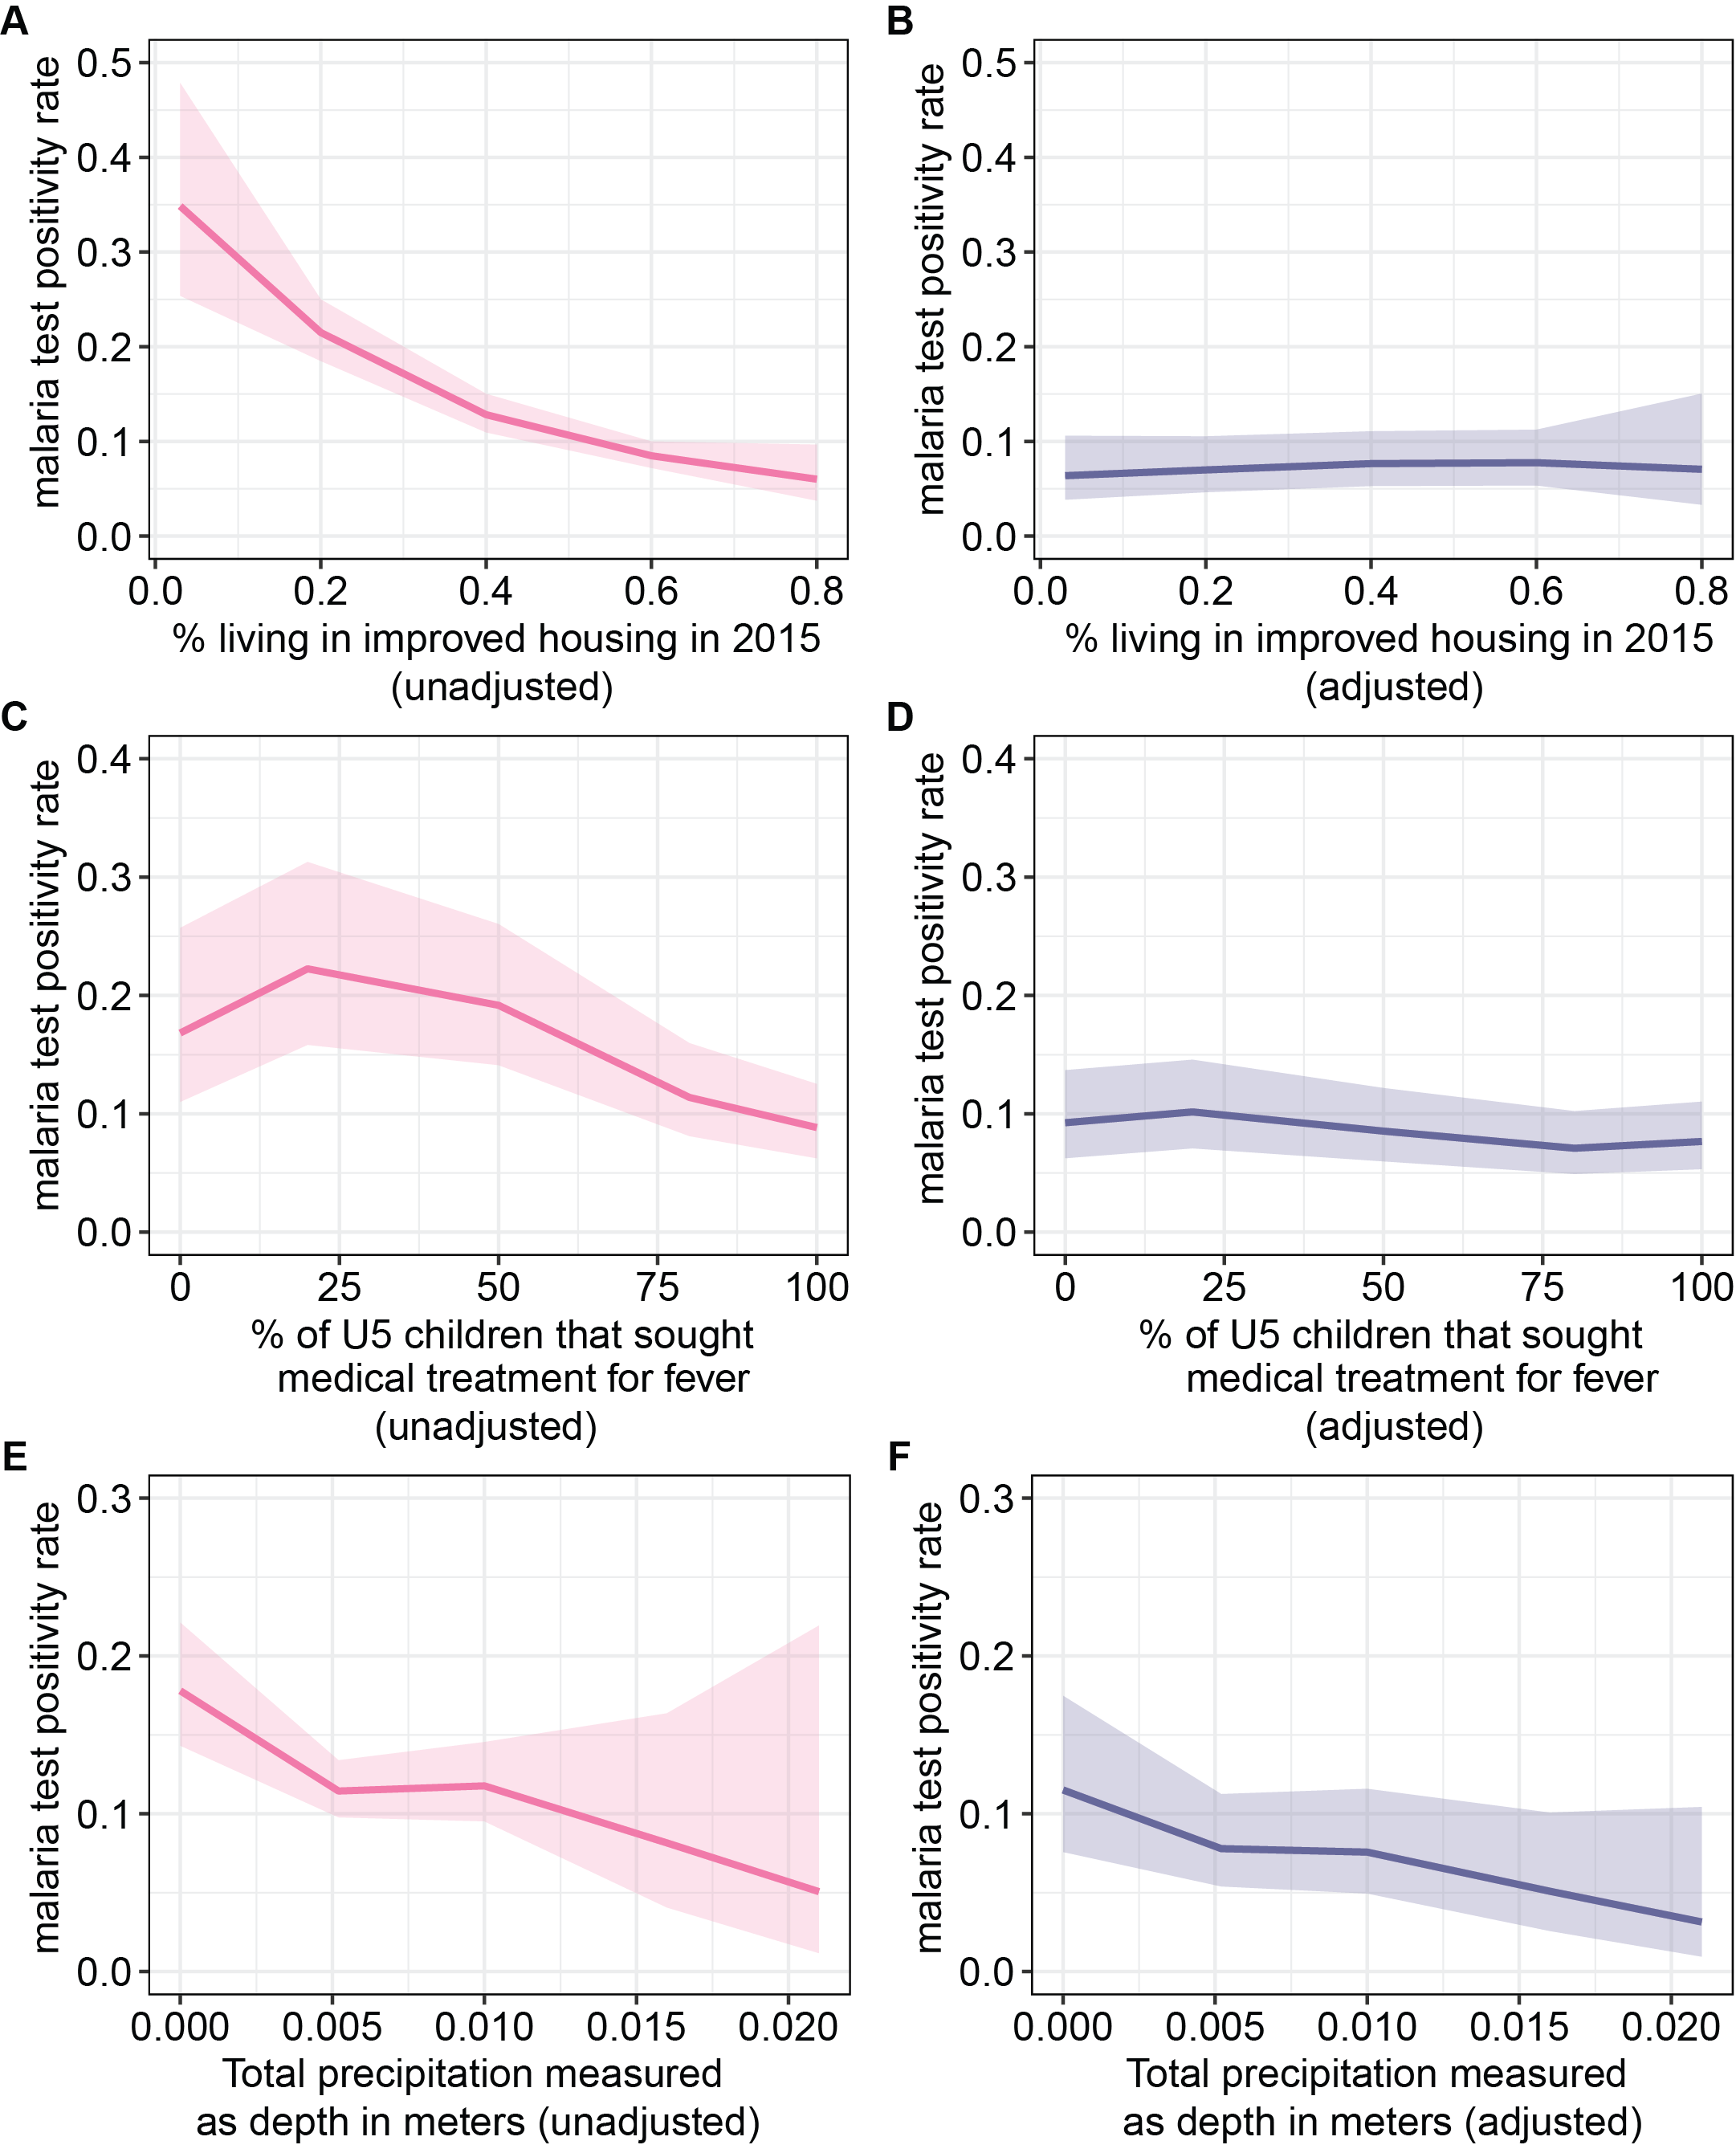 A
malaria test positivity rate
0.5
0.4
0.3
0.2
0.1
0.0
0.0 0.2 0.4 0.6 0.8
% living in improved housing in 2015
(unadjusted)
B
malaria test positivity rate
0.5
0.4
0.3
0.2
0.1
0.0
0.0 0.2 0.4 0.6 0.8
% living in improved housing in 2015
(adjusted)
C
malaria test positivity rate
0.4
0.3
0.2
0.1
0.0
0 25 50 75 100
% of U5 children that sought
medical treatment for fever
(unadjusted)
D
malaria test positivity rate
0.4
0.3
0.2
0.1
0.0
0 25 50 75 100
% of U5 children that sought
medical treatment for fever
(adjusted)
E
malaria test positivity rate
0.3
0.2
0.1
0.0
0.000 0.005 0.010 0.015 0.020
Total precipitation measured
as depth in meters (unadjusted)
F
malaria test positivity rate
0.3
0.2
0.1
0.0
0.000 0.005 0.010 0.015 0.020
Total precipitation measured
as depth in meters (adjusted)